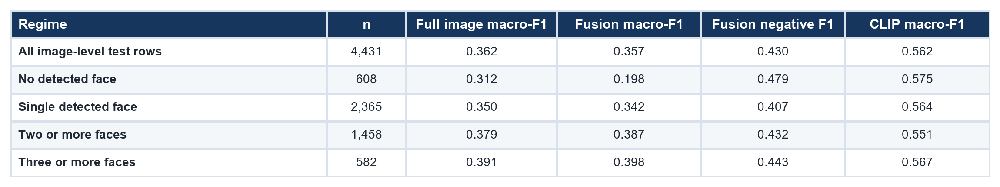 Regime n Full image macro-F1 Fusion macro-F1 Fusion negative F1 CLIP macro-F1
All image-level test rows 4,431 0.362 0.357 0.430 0.562
No detected face 608 0.312 0.198 0.479 0.575
Single detected face 2,365 0.350 0.342 0.407 0.564
Two or more faces 1,458 0.379 0.387 0.432 0.551
Three or more faces 582 0.391 0.398 0.443 0.567